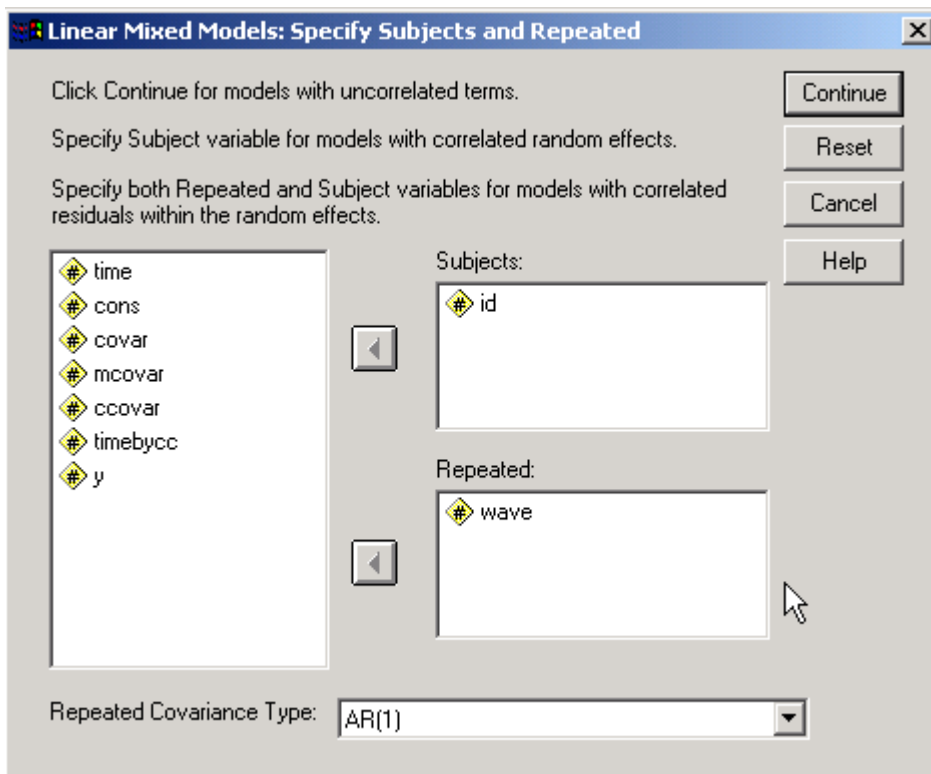 Linear Mixed Models: Specify Subjects and Repeated
Click Continue for models with uncorrelated terms.
Continue
Specify Subject variable for models with correlated random effects.
Reset
Specify both Repeated and Subject variables for models with correlated
residuals within the random effects.
Cancel
Help
time
cons
covar
mcovar
ccovar
timebycc
y
Subjects:
id
Repeated:
wave
Repeated Covariance Type:
AR(1)